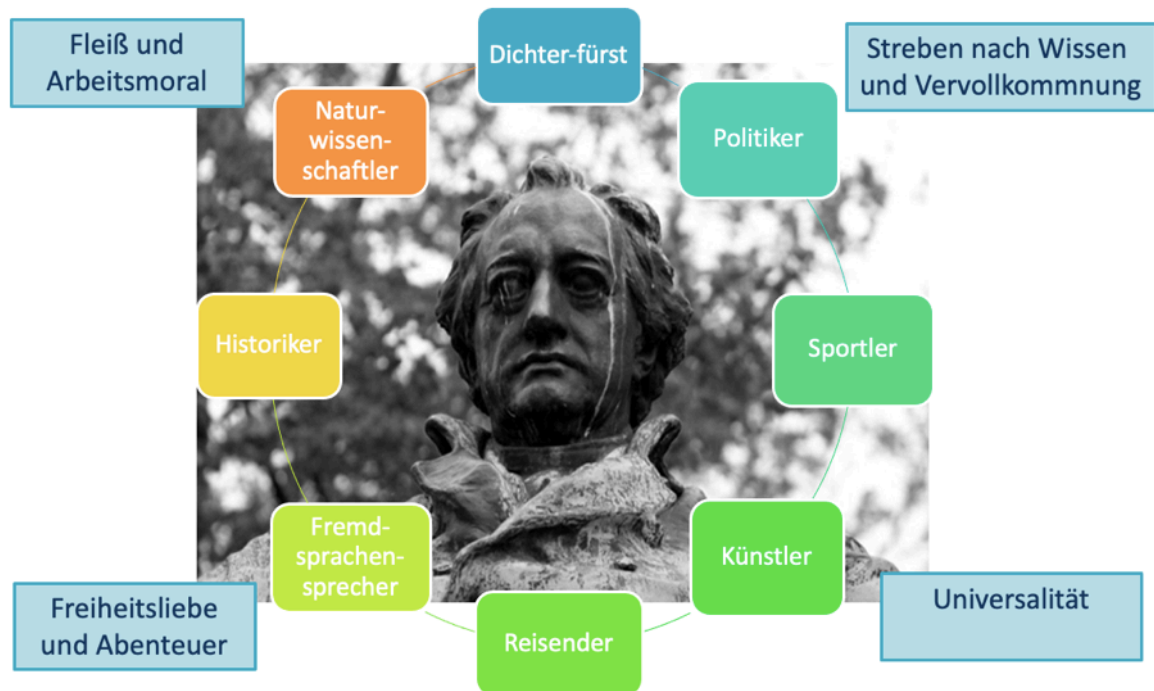 Fleiß und
Arbeitsmoral
Dichter-fürst
Streben nach Wissen
und Vervollkommnung
Natur-
wissen-
schaftler
Politiker
Historiker
Sportler
Fremd-
sprachen-
sprecher
Künstler
Freiheitsliebe
und Abenteuer
Reisender
Universalität